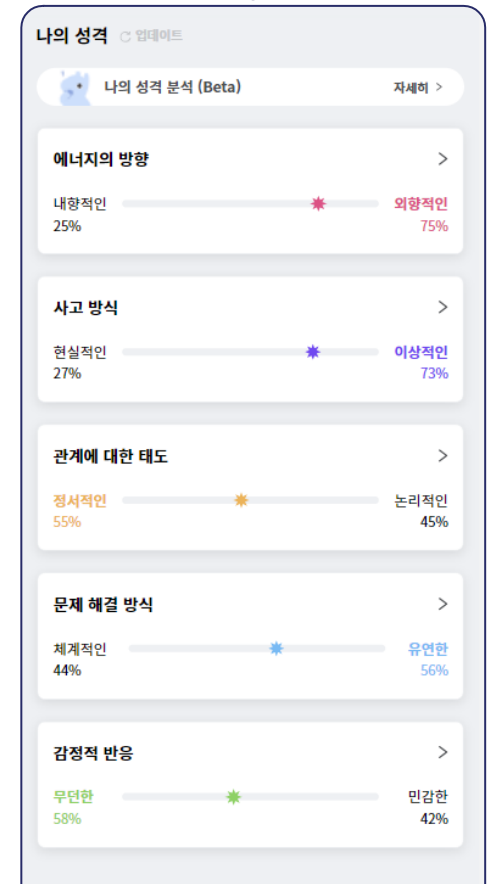 나의 성격 업데이트
나의 성격 분석 (Beta) 자세히 >
에너지의 방향 >
내향적인 외향적인
25% 75%
사고 방식 >
현실적인 이상적인
27% 73%
관계에 대한 태도 >
정서적인 논리적인
55% 45%
문제 해결 방식 >
체계적인 유연한
44% 56%
감정적 반응 >
무던한 민감한
58% 42%